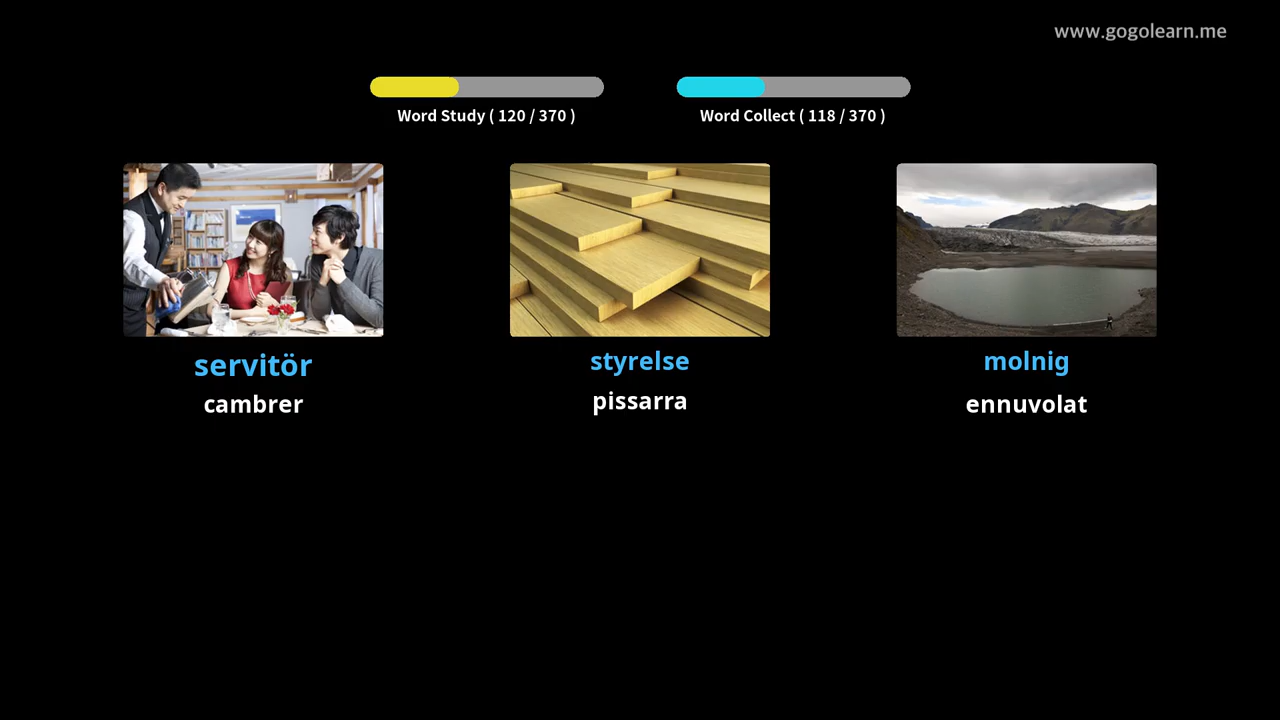 www.gogolearn.me
Word Study ( 120 / 370 )
Word Collect ( 118 / 370 )
servitör
cambrer
styrelse
pissarra
molnig
ennuvolat